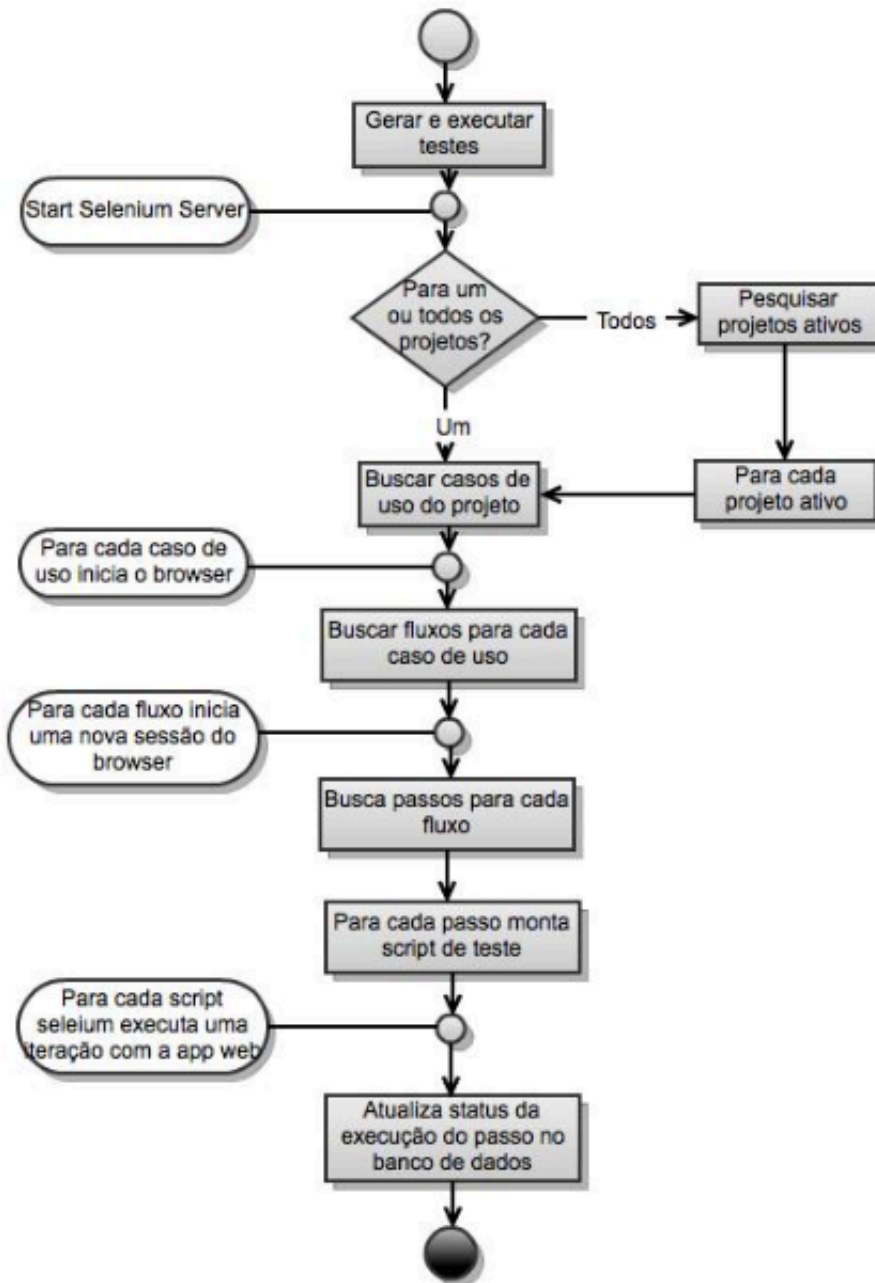 Gerar e executar
testes
Start Selenium Server
Para um
ou todos os
projetos?
Todos
Pesquisar
projetos ativos
Um
Buscar casos de
uso do projeto
Para cada
projeto ativo
Para cada caso de
uso inicia o browser
Buscar fluxos para cada
caso de uso
Para cada fluxo inicia
uma nova sessão do
browser
Busca passos para cada
fluxo
Para cada passo monta
script de teste
Para cada script
seleium executa uma
iteração com a app web
Atualiza status da
execução do passo no
banco de dados